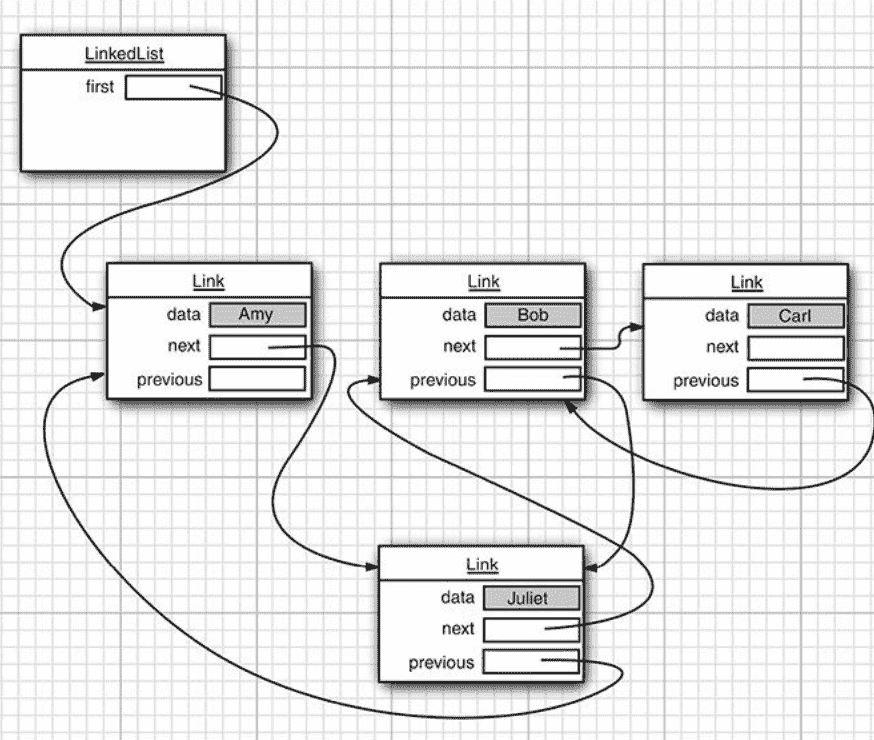 LinkedList
first
Link
data Amy
next
previous
Link
data Bob
next
previous
Link
data Carl
next
previous
Link
data Juliet
next
previous